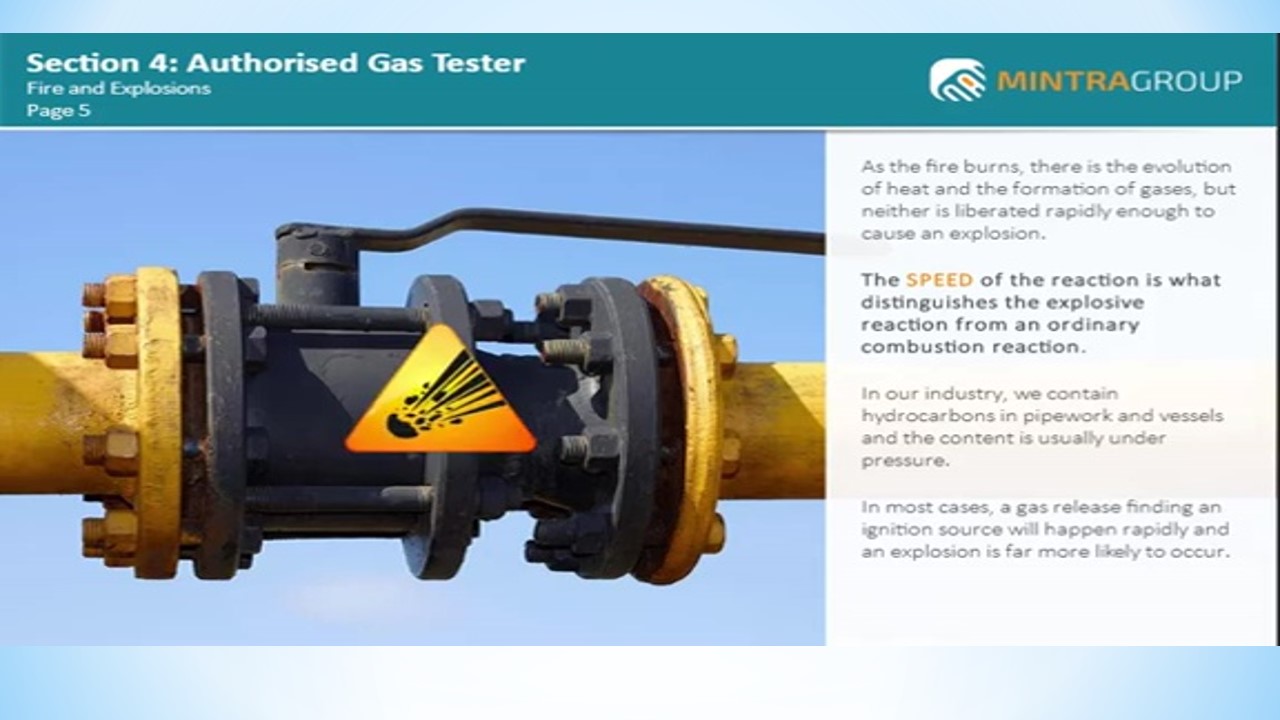 Section 4: Authorised Gas Tester
Fire and Explosions
Page 5
MINTRAGROUP
As the fire burns, there is the evolution
of heat and the formation of gases, but
neither is liberated rapidly enough to
cause an explosion.
The SPEED of the reaction is what
distinguishes the explosive
reaction from an ordinary
combustion reaction.
In our industry, we contain
hydrocarbons in pipework and vessels
and the content is usually under
pressure.
In most cases, a gas release finding an
ignition source will happen rapidly and
an explosion is far more likely to occur.